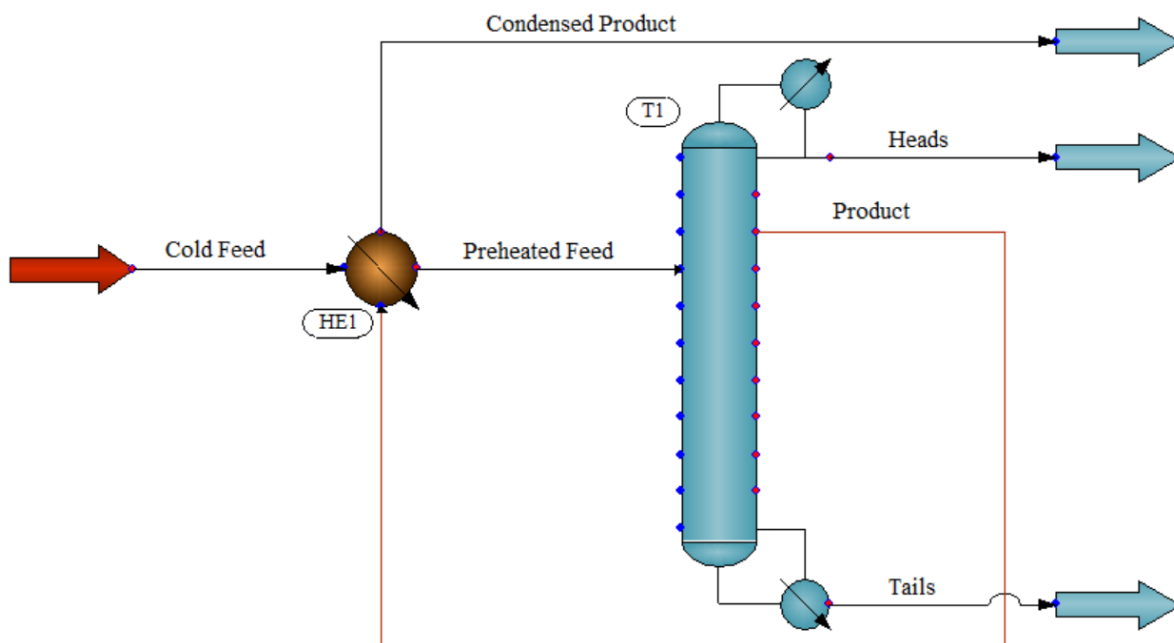 Condensed Product
T1
Heads
Product
Cold Feed
Preheated Feed
HE1
Tails